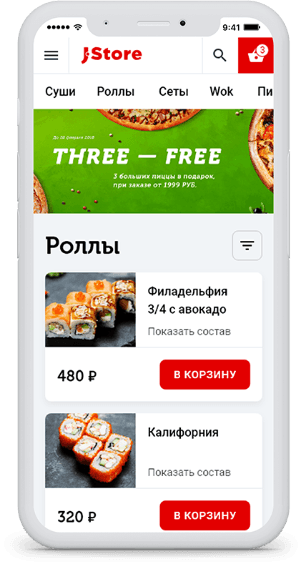 9:41
JStore
3
Суши Роллы Сеты Wok Пи
До 28 февраля 2018
THREE — FREE
3 больших пиццы в подарок,
при заказе от 1999 РУБ.
Роллы
Филадельфия
3/4 с авокадо
Показать состав
480 ₽
В КОРЗИНУ
Калифорния
Показать состав
320 ₽
В КОРЗИНУ